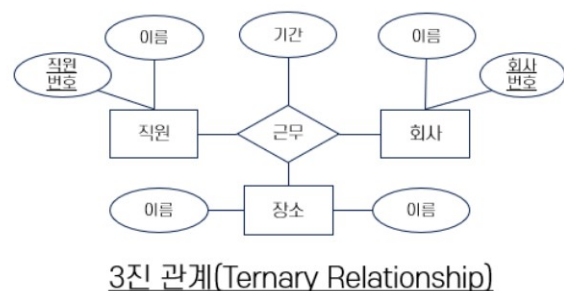 이름
기간
이름
직원
번호
회사
번호
직원
근무
회사
이름
장소
이름
3진 관계(Ternary Relationship)